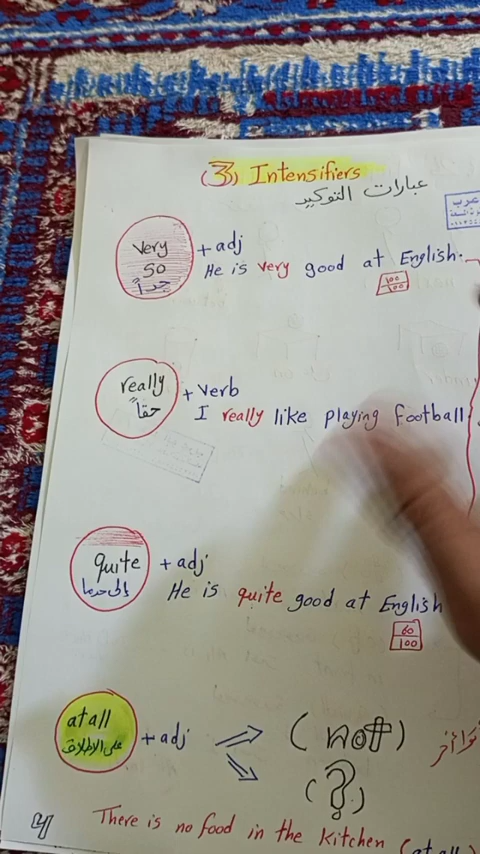 (3) Intensifiers
عبارات التوكيد
very
so
جداً
+ adj
He is very good at English.
100
100
really
حقاً
+ verb
I really like playing football
quite
إلى حد ما
+ adj
He is quite good at English
60
100
at all
على الإطلاق
+ adj
(not)
(?)
There is no food in the kitchen (at all